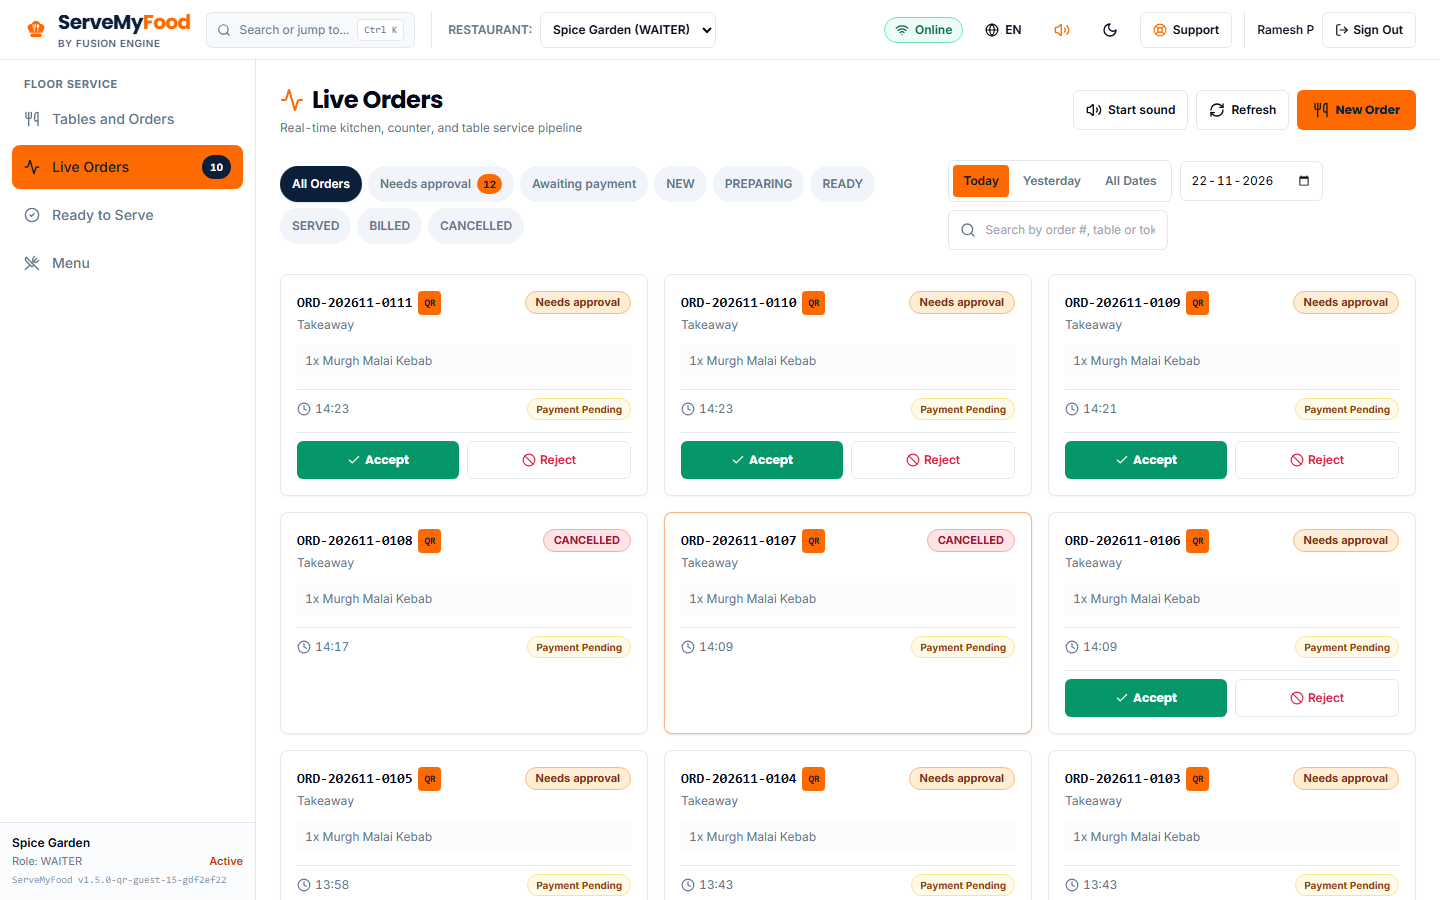 ServeMyFood
BY FUSION ENGINE
Search or jump to... Ctrl K
RESTAURANT: Spice Garden (WAITER)
Online
EN
Support
Ramesh P
Sign Out
FLOOR SERVICE
Tables and Orders
Live Orders 10
Ready to Serve
Menu
Live Orders
Real-time kitchen, counter, and table service pipeline
Start sound
Refresh
New Order
All Orders
Needs approval 12
Awaiting payment
NEW
PREPARING
READY
SERVED
BILLED
CANCELLED
Today
Yesterday
All Dates
22-11-2026
Search by order #, table or tok
ORD-202611-0111 QR Needs approval
Takeaway
1x Murgh Malai Kebab
14:23 Payment Pending
Accept Reject
ORD-202611-0110 QR Needs approval
Takeaway
1x Murgh Malai Kebab
14:23 Payment Pending
Accept Reject
ORD-202611-0109 QR Needs approval
Takeaway
1x Murgh Malai Kebab
14:21 Payment Pending
Accept Reject
ORD-202611-0108 QR CANCELLED
Takeaway
1x Murgh Malai Kebab
14:17 Payment Pending
ORD-202611-0107 QR CANCELLED
Takeaway
1x Murgh Malai Kebab
14:09 Payment Pending
ORD-202611-0106 QR Needs approval
Takeaway
1x Murgh Malai Kebab
14:09 Payment Pending
Accept Reject
ORD-202611-0105 QR Needs approval
Takeaway
1x Murgh Malai Kebab
13:58 Payment Pending
ORD-202611-0104 QR Needs approval
Takeaway
1x Murgh Malai Kebab
13:43 Payment Pending
ORD-202611-0103 QR Needs approval
Takeaway
1x Murgh Malai Kebab
13:43 Payment Pending
Spice Garden
Role: WAITER Active
ServeMyFood v1.5.0-qr-guest-15-gdf2ef22